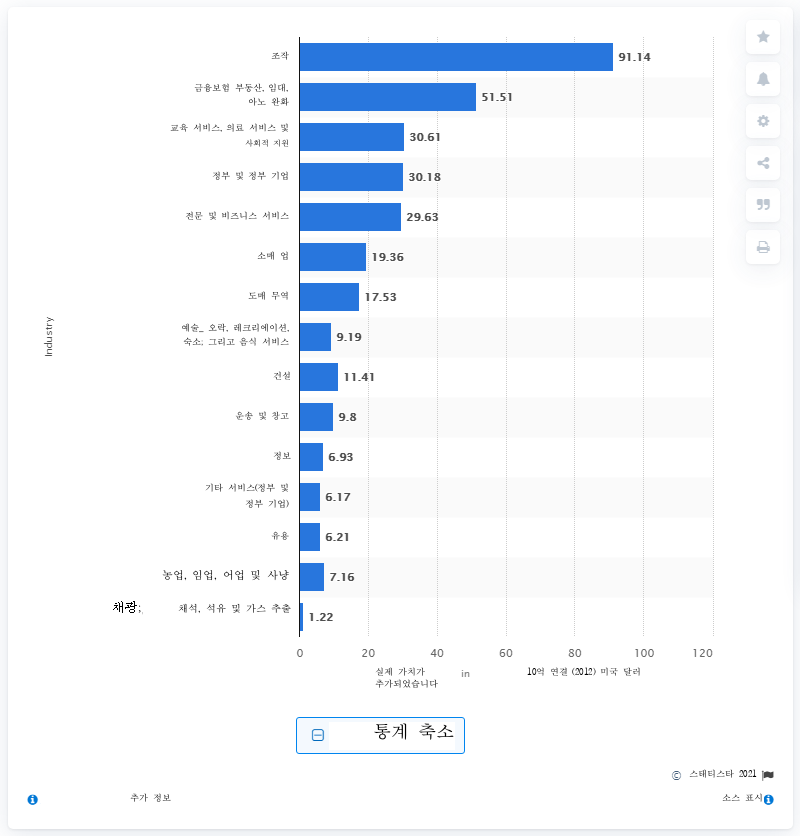 조작
91.14
금융보험 부동산, 임대,
아노 완화
51.51
교육 서비스, 의료 서비스 및
사회적 지원
30.61
정부 및 정부 기업
30.18
전문 및 비즈니스 서비스
29.63
소매 업
19.36
도매 무역
17.53
예술_ 오락, 레크리에이션,
숙소; 그리고 음식 서비스
9.19
건설
11.41
운송 및 창고
9.8
정보
6.93
기타 서비스(정부 및
정부 기업)
6.17
유용
6.21
농업, 임업, 어업 및 사냥
7.16
채광; 채석, 석유 및 가스 추출
1.22
Industry
0 20 40 60 80 100 120
실제 가치가
추가되었습니다
in
10억 연결 (2012) 미국 달러
통계 축소
© 스태티스타 2021
추가 정보
소스 표시